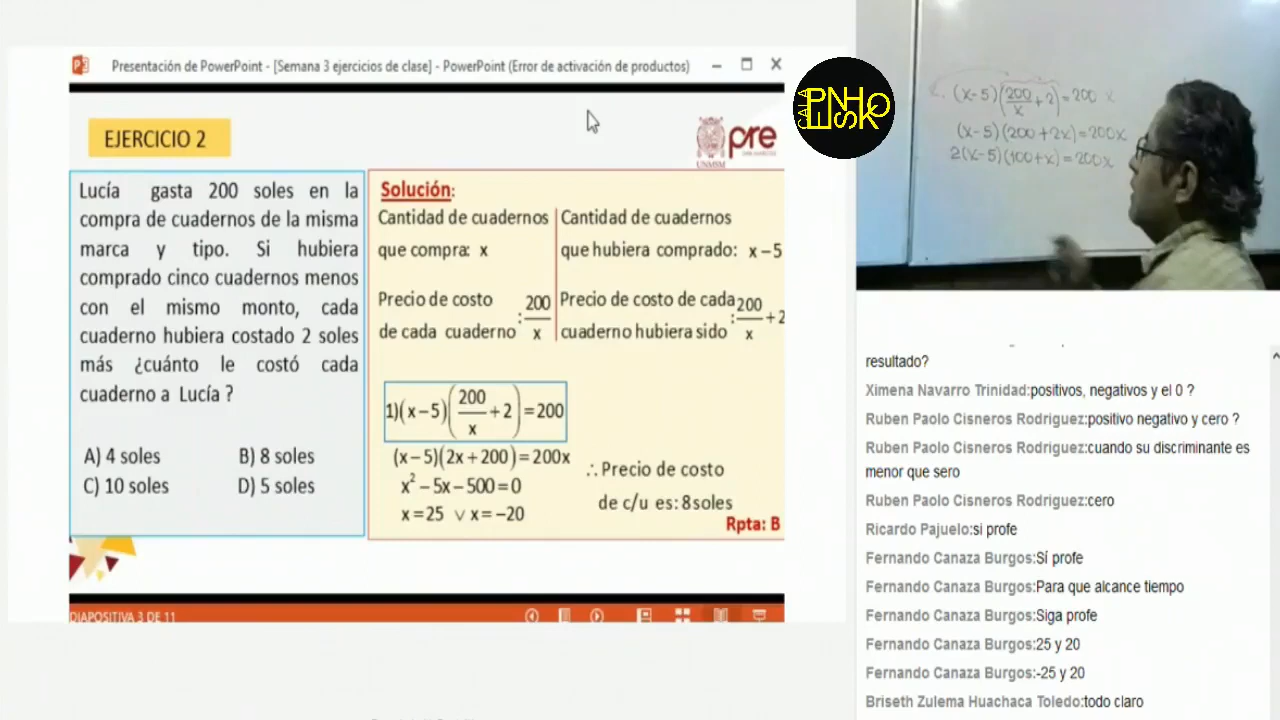 Presentación de PowerPoint - [Semana 3 ejercicios de clase] - PowerPoint (Error de activación de productos)
EJERCICIO 2
UNMSM
pre
Lucía gasta 200 soles en la
compra de cuadernos de la misma
marca y tipo. Si hubiera
comprado cinco cuadernos menos
con el mismo monto, cada
cuaderno hubiera costado 2 soles
más ¿cuánto le costó cada
cuaderno a Lucía ?
A) 4 soles B) 8 soles
C) 10 soles D) 5 soles
Solución:
Cantidad de cuadernos
que compra: x
Cantidad de cuadernos
que hubiera comprado: x − 5
Precio de costo
de cada cuaderno : 200/x
Precio de costo de cada
cuaderno hubiera sido : 200/x + 2
1)(x − 5)(200/x + 2) = 200
(x − 5)(2x + 200) = 200x
x² − 5x − 500 = 0
x = 25 ∨ x = −20
∴ Precio de costo
de c/u es: 8 soles
Rpta: B
DIAPOSITIVA 3 DE 11
(x-5)(200/x + 2) = 200 x
(x-5)(200+2x) = 200x
2(x-5)(100+x) = 200x
resultado?
Ximena Navarro Trinidad:positivos, negativos y el 0 ?
Ruben Paolo Cisneros Rodriguez:positivo negativo y cero ?
Ruben Paolo Cisneros Rodriguez:cuando su discriminante es
menor que sero
Ruben Paolo Cisneros Rodriguez:cero
Ricardo Pajuelo:si profe
Fernando Canaza Burgos:Sí profe
Fernando Canaza Burgos:Para que alcance tiempo
Fernando Canaza Burgos:Siga profe
Fernando Canaza Burgos:25 y 20
Fernando Canaza Burgos:-25 y 20
Briseth Zulema Huachaca Toledo:todo claro